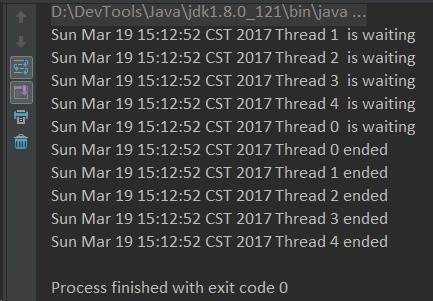 D:\DevTools\Java\jdk1.8.0_121\bin\java ...
Sun Mar 19 15:12:52 CST 2017 Thread 1  is waiting
Sun Mar 19 15:12:52 CST 2017 Thread 2  is waiting
Sun Mar 19 15:12:52 CST 2017 Thread 3  is waiting
Sun Mar 19 15:12:52 CST 2017 Thread 4  is waiting
Sun Mar 19 15:12:52 CST 2017 Thread 0  is waiting
Sun Mar 19 15:12:52 CST 2017 Thread 0 ended
Sun Mar 19 15:12:52 CST 2017 Thread 1 ended
Sun Mar 19 15:12:52 CST 2017 Thread 2 ended
Sun Mar 19 15:12:52 CST 2017 Thread 3 ended
Sun Mar 19 15:12:52 CST 2017 Thread 4 ended
Process finished with exit code 0